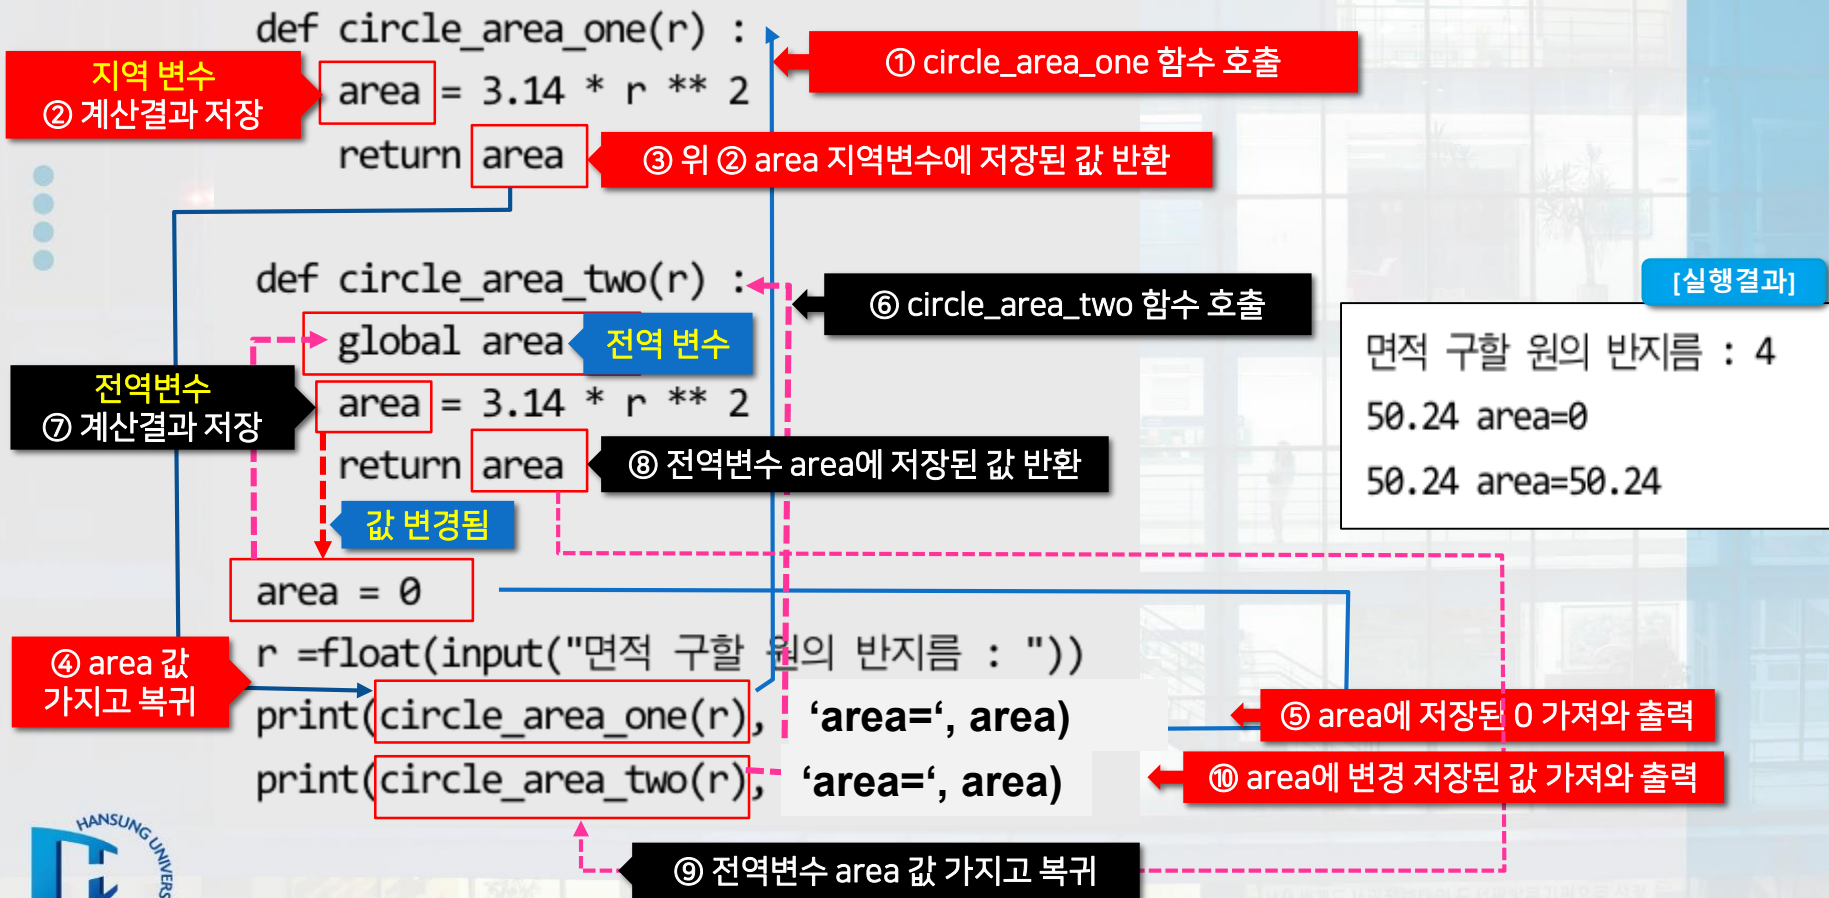 def circle_area_one(r) :
① circle_area_one 함수 호출
지역 변수
② 계산결과 저장
area = 3.14 * r ** 2
return area
③ 위 ② area 지역변수에 저장된 값 반환
def circle_area_two(r) :
⑥ circle_area_two 함수 호출
global area
전역 변수
전역변수
⑦ 계산결과 저장
area = 3.14 * r ** 2
return area
⑧ 전역변수 area에 저장된 값 반환
값 변경됨
area = 0
r =float(input("면적 구할 원의 반지름 : "))
④ area 값
가지고 복귀
print(circle_area_one(r), ‘area=‘, area)
⑤ area에 저장된 0 가져와 출력
print(circle_area_two(r), ‘area=‘, area)
⑩ area에 변경 저장된 값 가져와 출력
⑨ 전역변수 area 값 가지고 복귀
[실행결과]
면적 구할 원의 반지름 : 4
50.24 area=0
50.24 area=50.24
HANSUNG